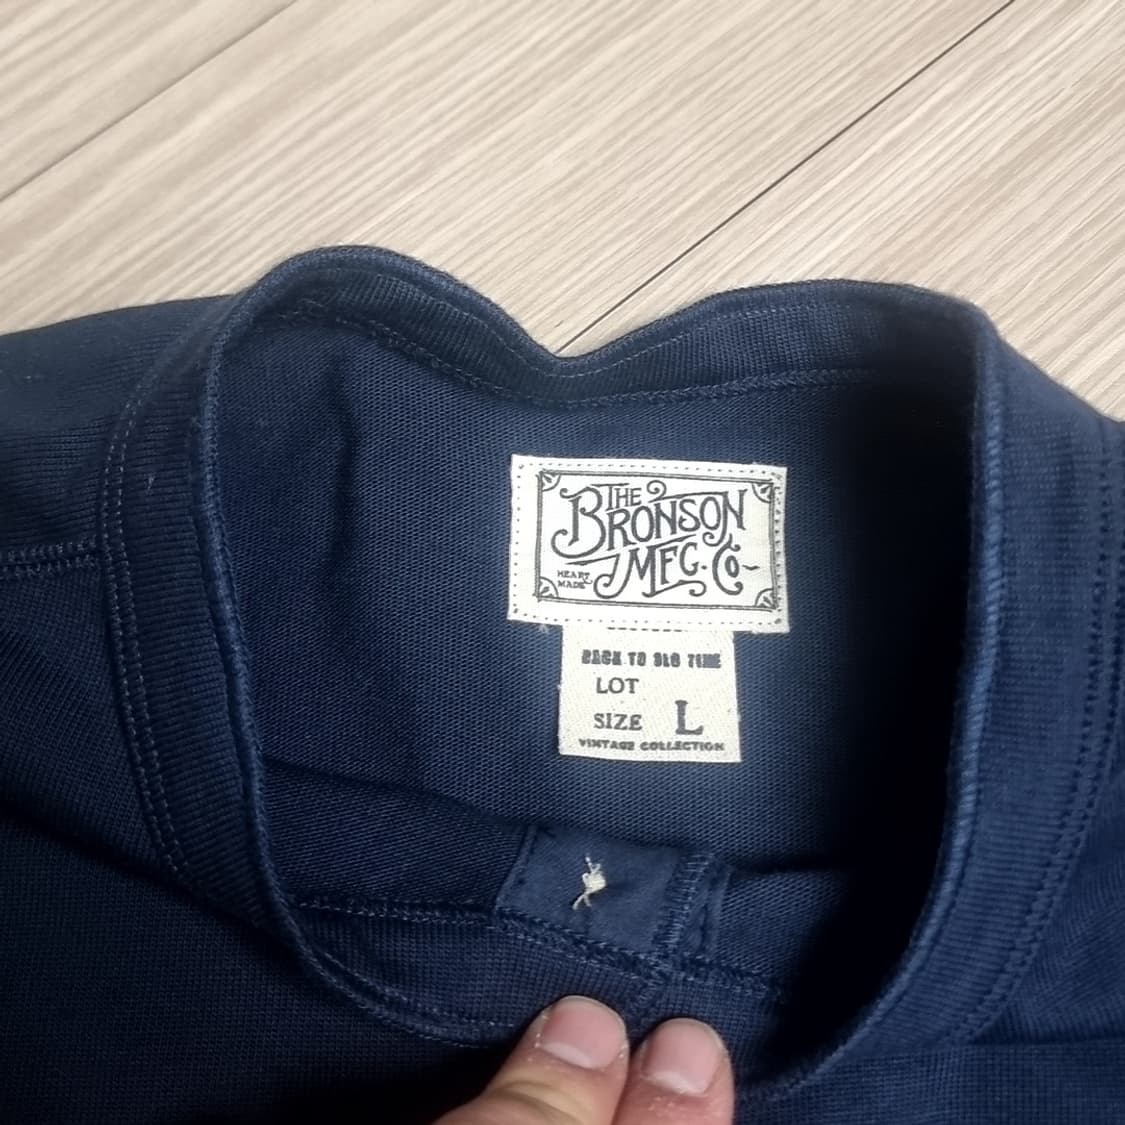 THE
BRONSON
MFG. Co~
HEART
MADE
BACK TO OLD TIME
LOT
SIZE L
VINTAGE COLLECTION